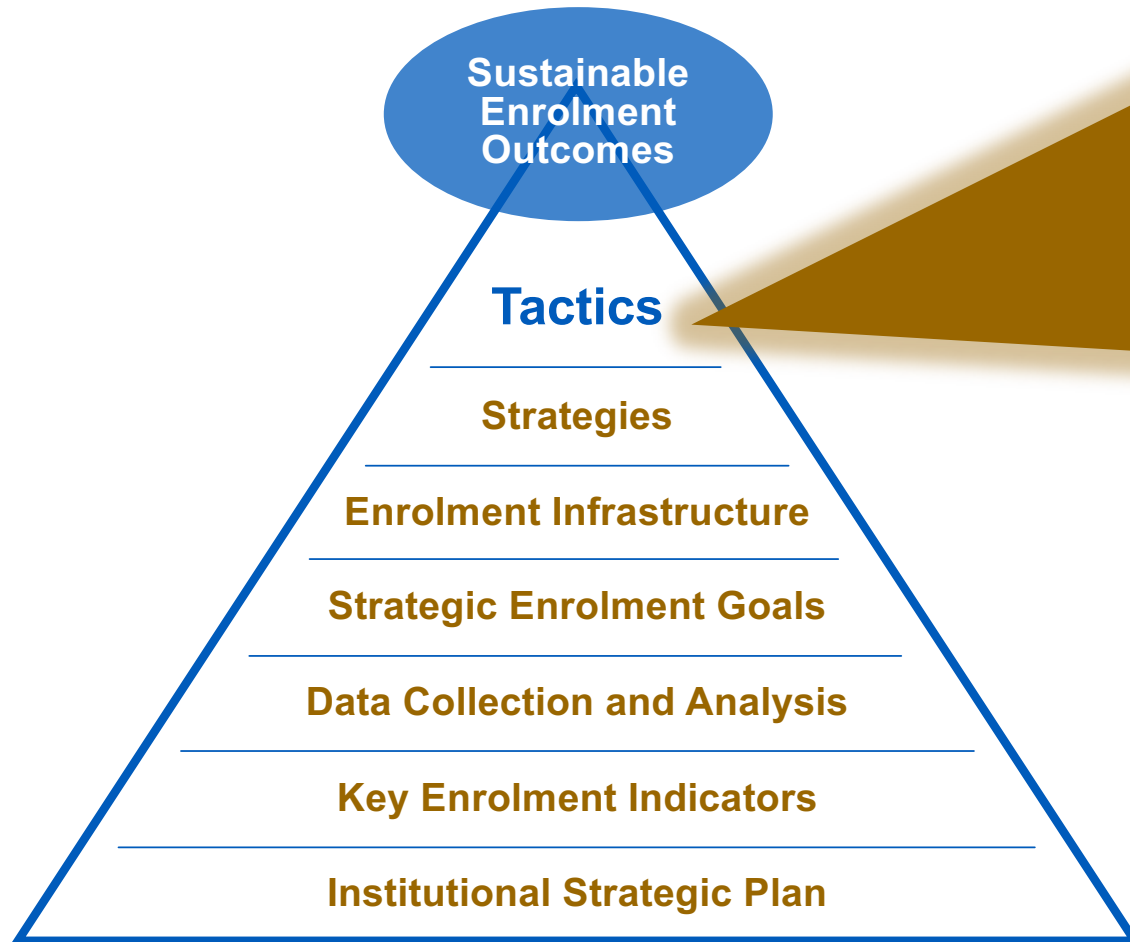 Sustainable
Enrolment
Outcomes
Tactics
Strategies
Enrolment Infrastructure
Strategic Enrolment Goals
Data Collection and Analysis
Key Enrolment Indicators
Institutional Strategic Plan